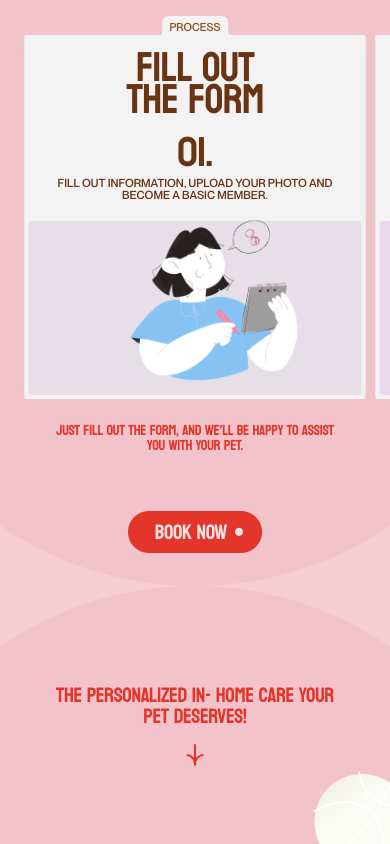 PROCESS
FILL OUT
THE FORM
01.
FILL OUT INFORMATION, UPLOAD YOUR PHOTO AND
BECOME A BASIC MEMBER.
JUST FILL OUT THE FORM, AND WE'LL BE HAPPY TO ASSIST
YOU WITH YOUR PET.
BOOK NOW
THE PERSONALIZED IN- HOME CARE YOUR
PET DESERVES!